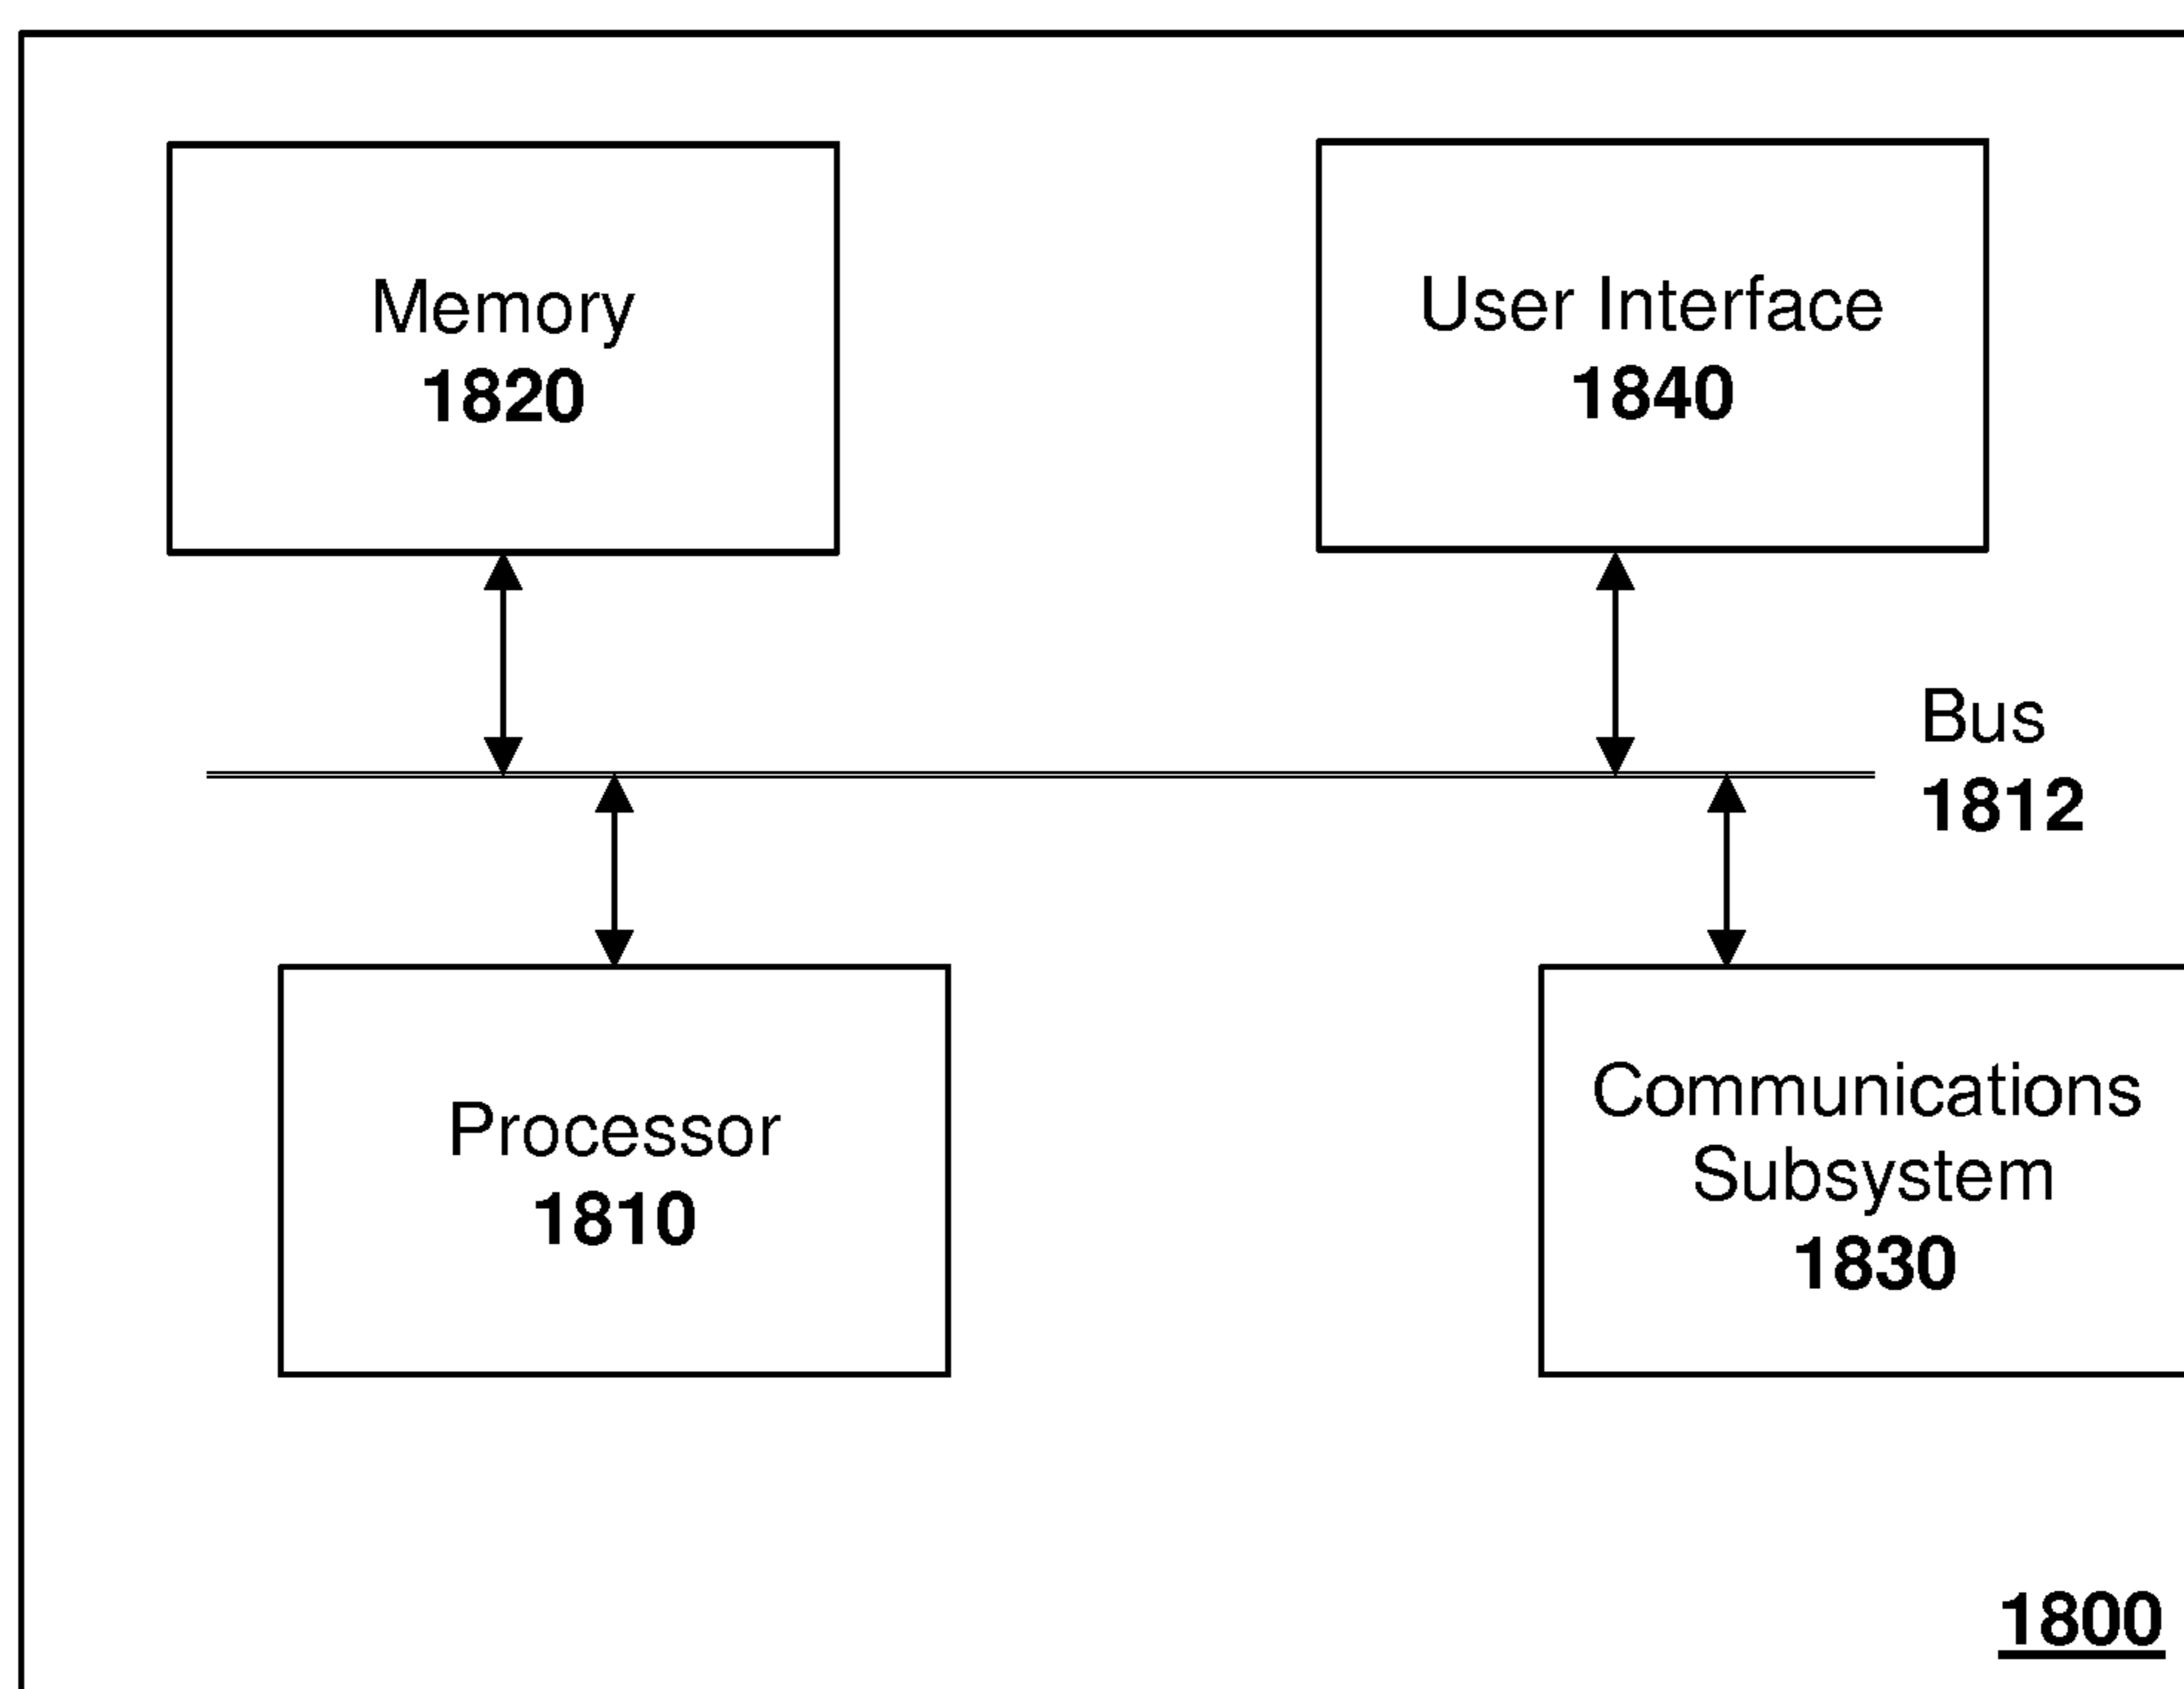 Memory
1820
User Interface
1840
Bus
1812
Processor
1810
Communications
Subsystem
1830
1800